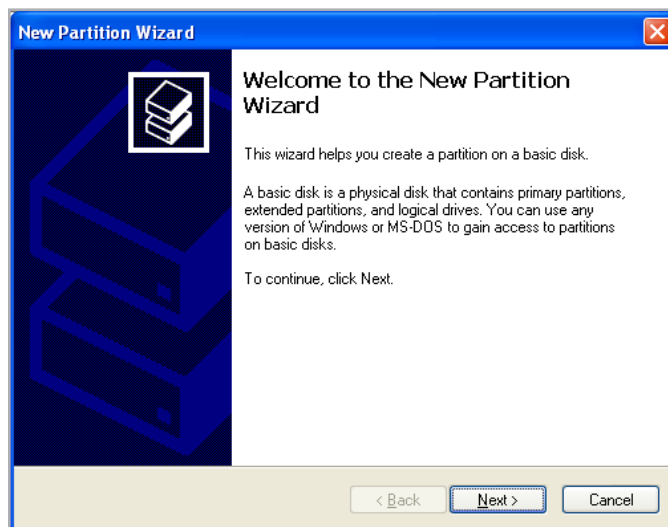 New Partition Wizard
Welcome to the New Partition
Wizard
This wizard helps you create a partition on a basic disk.
A basic disk is a physical disk that contains primary partitions,
extended partitions, and logical drives. You can use any
version of Windows or MS-DOS to gain access to partitions
on basic disks.
To continue, click Next.
< Back Next > Cancel